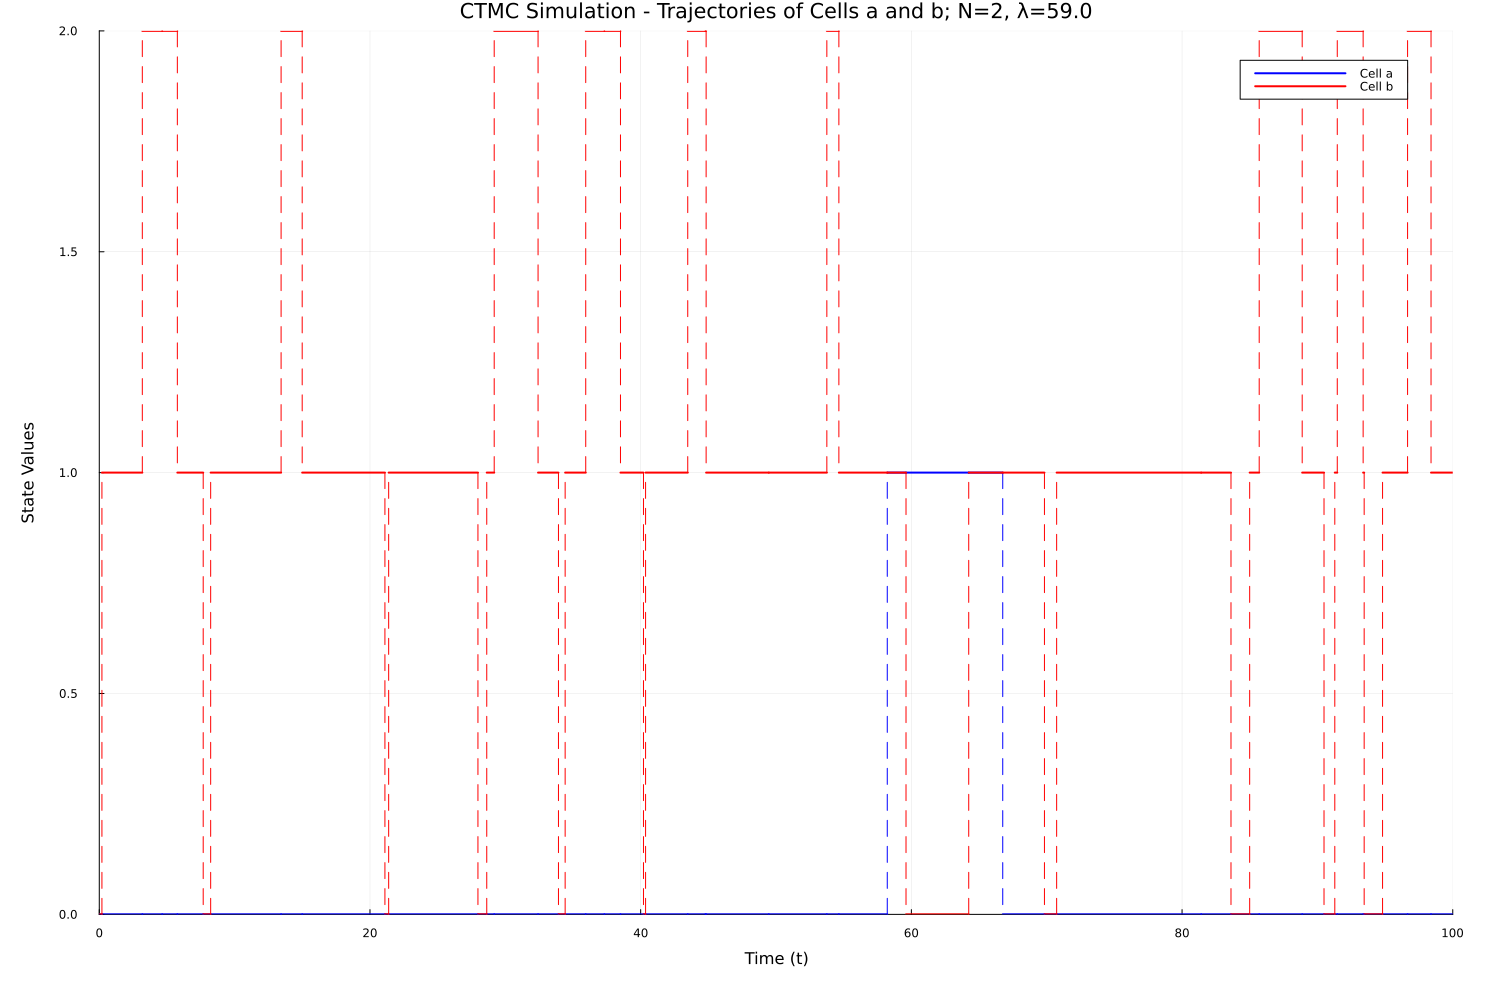 CTMC Simulation - Trajectories of Cells a and b; N=2, λ=59.0
2.0
Cell a
Cell b
1.5
1.0
State Values
0.5
0.0
0 20 40 60 80 100
Time (t)